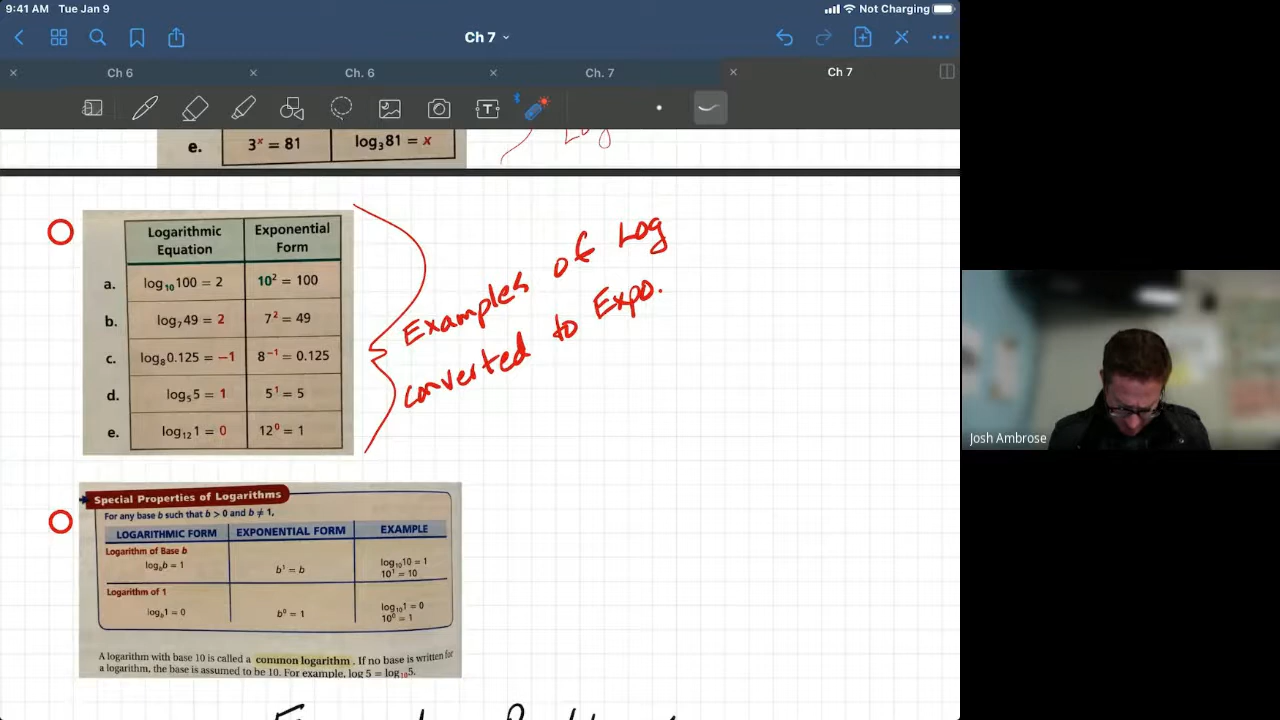 9:41 AM Tue Jan 9
Not Charging
Ch 7
Ch 6
Ch. 6
Ch. 7
Ch 7
T
e. 3ˣ = 81 log₃81 = x
Log
Logarithmic Equation Exponential Form
a. log₁₀100 = 2 10² = 100
b. log₇49 = 2 7² = 49
c. log₈0.125 = −1 8⁻¹ = 0.125
d. log₅5 = 1 5¹ = 5
e. log₁₂1 = 0 12⁰ = 1
Examples of Log
converted to Expo.
Special Properties of Logarithms
For any base b such that b > 0 and b ≠ 1,
LOGARITHMIC FORM EXPONENTIAL FORM EXAMPLE
Logarithm of Base b
log_b b = 1 b¹ = b log₁₀10 = 1
10¹ = 10
Logarithm of 1
log_b 1 = 0 b⁰ = 1 log₁₀1 = 0
10⁰ = 1
A logarithm with base 10 is called a common logarithm. If no base is written for
a logarithm, the base is assumed to be 10. For example, log 5 = log₁₀5.
Josh Ambrose